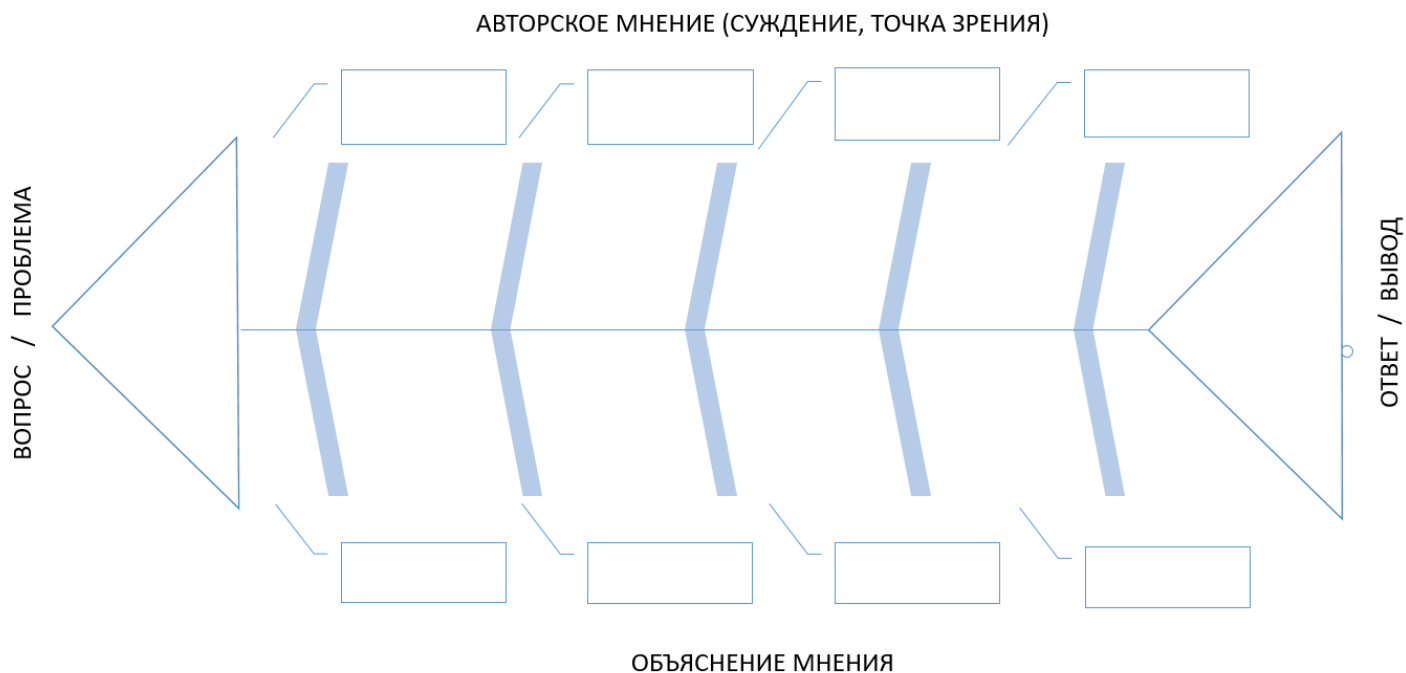 АВТОРСКОЕ МНЕНИЕ (СУЖДЕНИЕ, ТОЧКА ЗРЕНИЯ)
ВОПРОС / ПРОБЛЕМА
ОТВЕТ / ВЫВОД
ОБЪЯСНЕНИЕ МНЕНИЯ